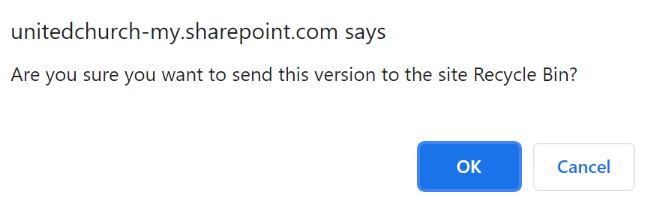 unitedchurch-my.sharepoint.com says
Are you sure you want to send this version to the site Recycle Bin?
OK
Cancel